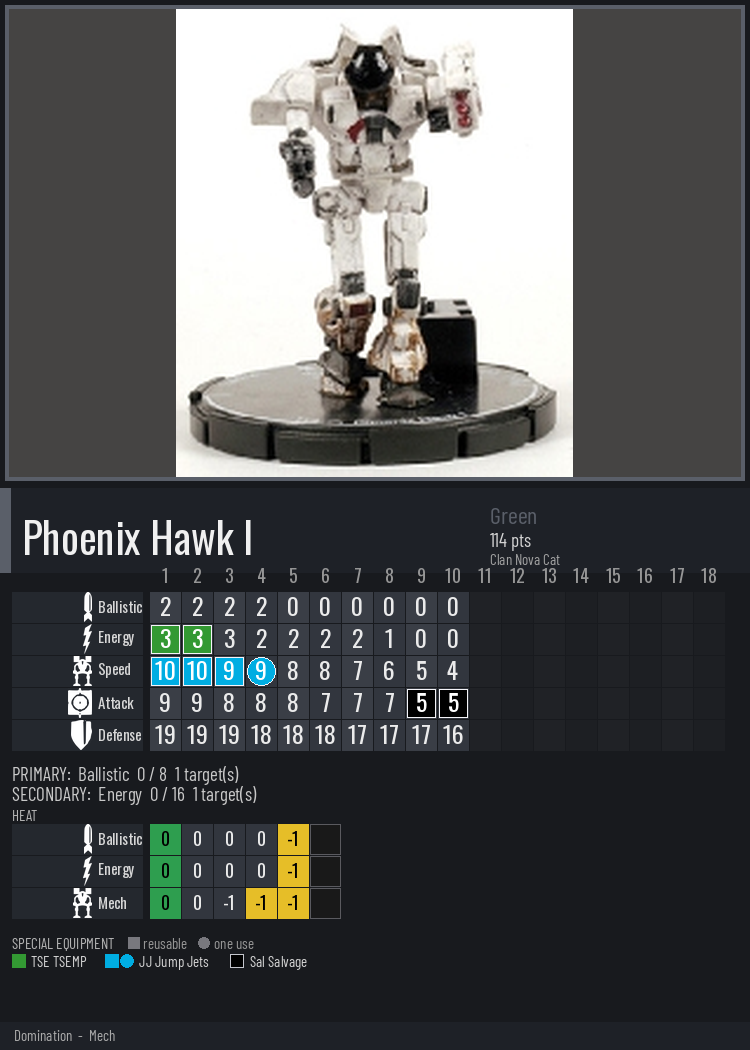 Phoenix Hawk I
Green
114 pts
Clan Nova Cat
1 2 3 4 5 6 7 8 9 10 11 12 13 14 15 16 17 18
Ballistic 2 2 2 2 0 0 0 0 0 0
Energy 3 3 3 2 2 2 2 1 0 0
Speed 10 10 9 9 8 8 7 6 5 4
Attack 9 9 8 8 8 7 7 7 5 5
Defense 19 19 19 18 18 18 17 17 17 16
PRIMARY: Ballistic 0 / 8 1 target(s)
SECONDARY: Energy 0 / 16 1 target(s)
HEAT
Ballistic 0 0 0 0 -1
Energy 0 0 0 0 -1
Mech 0 0 -1 -1 -1
SPECIAL EQUIPMENT reusable one use
TSE TSEMP JJ Jump Jets Sal Salvage
Domination - Mech